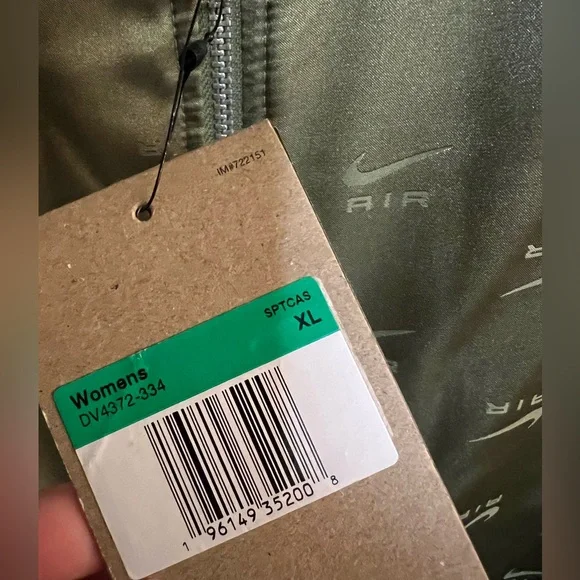 IM#722151
AIR
SPTCAS
XL
Womens
DV4372-334
1 96149 35200 8
AIR
AIR